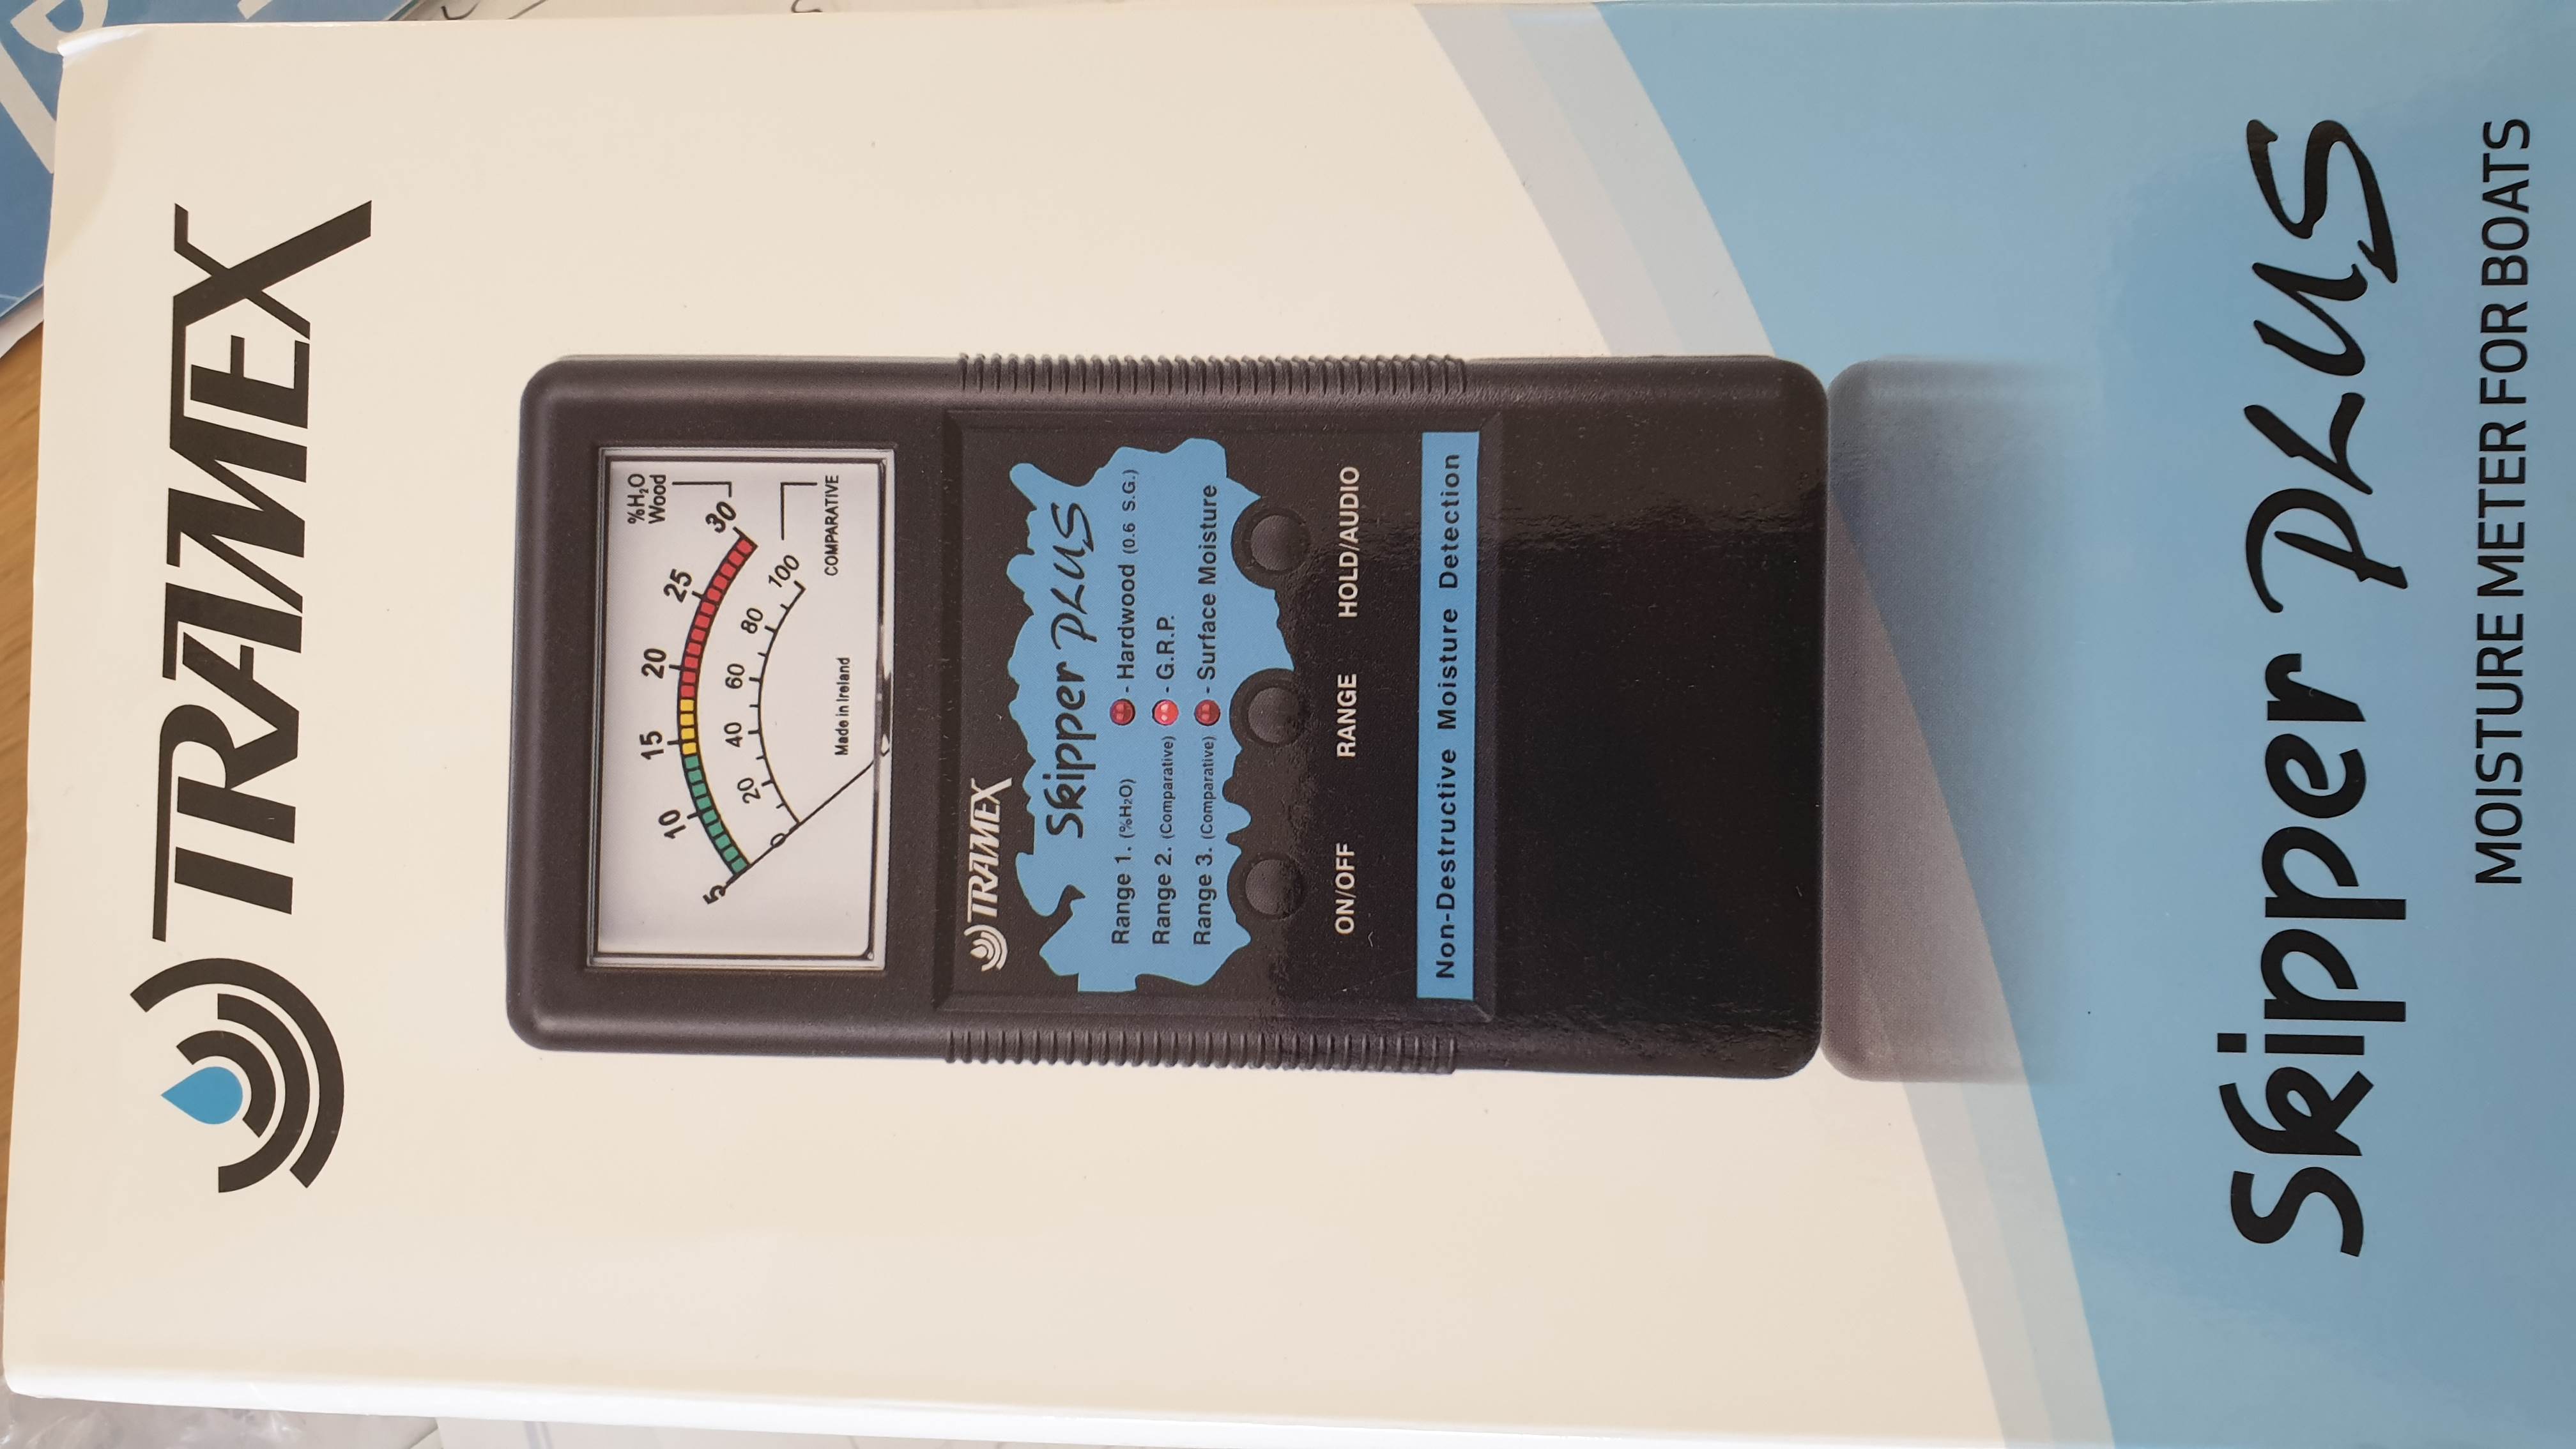 TRAMEX
%H₂O
Wood
5 10 15 20 25 30
0 20 40 60 80 100
COMPARATIVE
Made in Ireland
TRAMEX
Skipper PLUS
Range 1. (%H₂O) - Hardwood (0.6 S.G.)
Range 2. (Comparative) - G.R.P.
Range 3. (Comparative) - Surface Moisture
ON/OFF RANGE HOLD/AUDIO
Non-Destructive Moisture Detection
Skipper PLUS
MOISTURE METER FOR BOATS